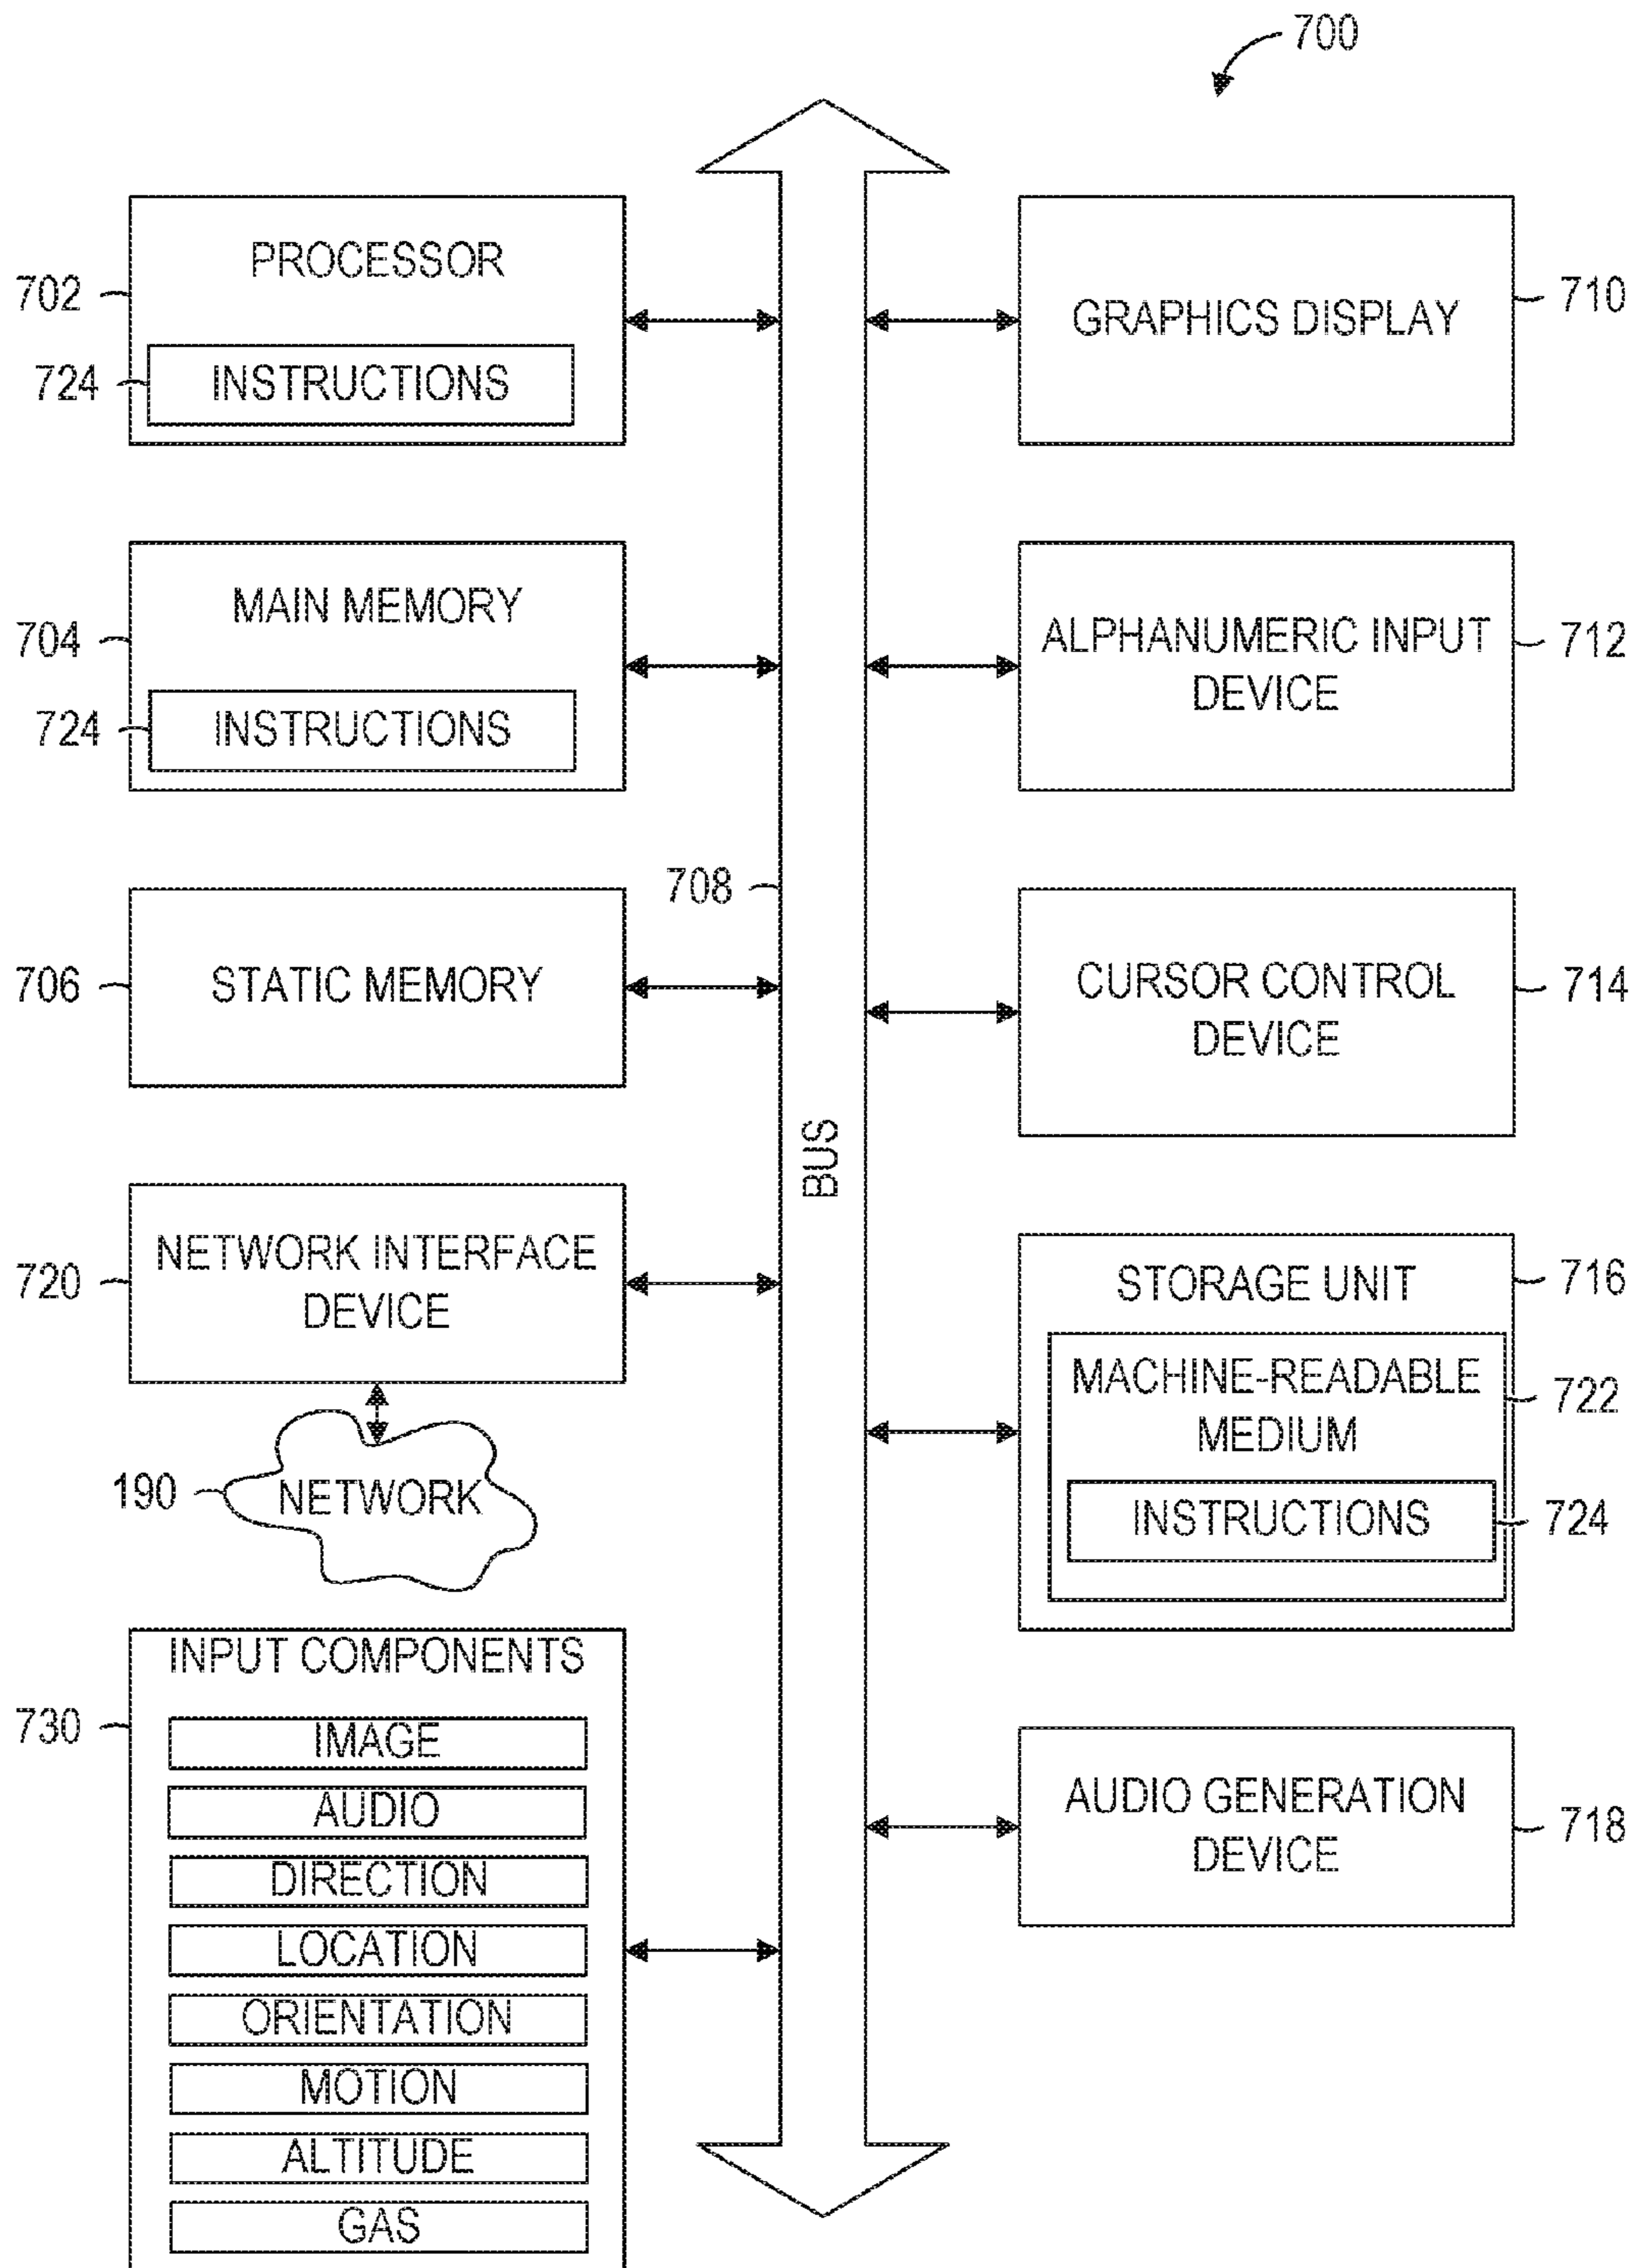 700
PROCESSOR
702
724
INSTRUCTIONS
MAIN MEMORY
704
724
INSTRUCTIONS
706
STATIC MEMORY
NETWORK INTERFACE
DEVICE
720
190
NETWORK
INPUT COMPONENTS
730
IMAGE
AUDIO
DIRECTION
LOCATION
ORIENTATION
MOTION
ALTITUDE
GAS
708
BUS
GRAPHICS DISPLAY
710
ALPHANUMERIC INPUT
DEVICE
712
CURSOR CONTROL
DEVICE
714
STORAGE UNIT
716
MACHINE-READABLE
MEDIUM
722
INSTRUCTIONS
724
AUDIO GENERATION
DEVICE
718